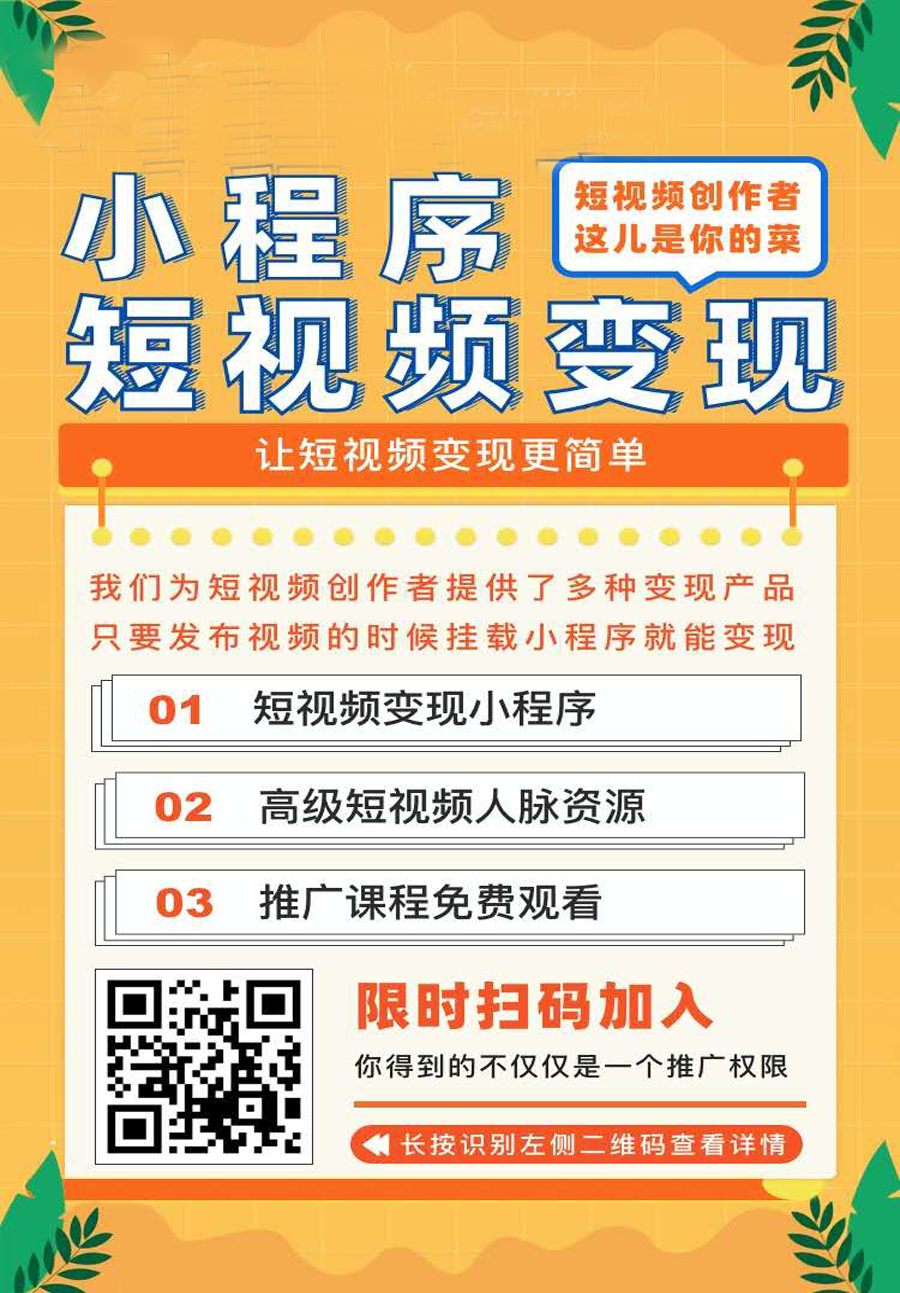 小程序
短视频创作者
这儿是你的菜
短视频变现
让短视频变现更简单
我们为短视频创作者提供了多种变现产品
只要发布视频的时候挂载小程序就能变现
01 短视频变现小程序
02 高级短视频人脉资源
03 推广课程免费观看
限时扫码加入
你得到的不仅仅是一个推广权限
长按识别左侧二维码查看详情